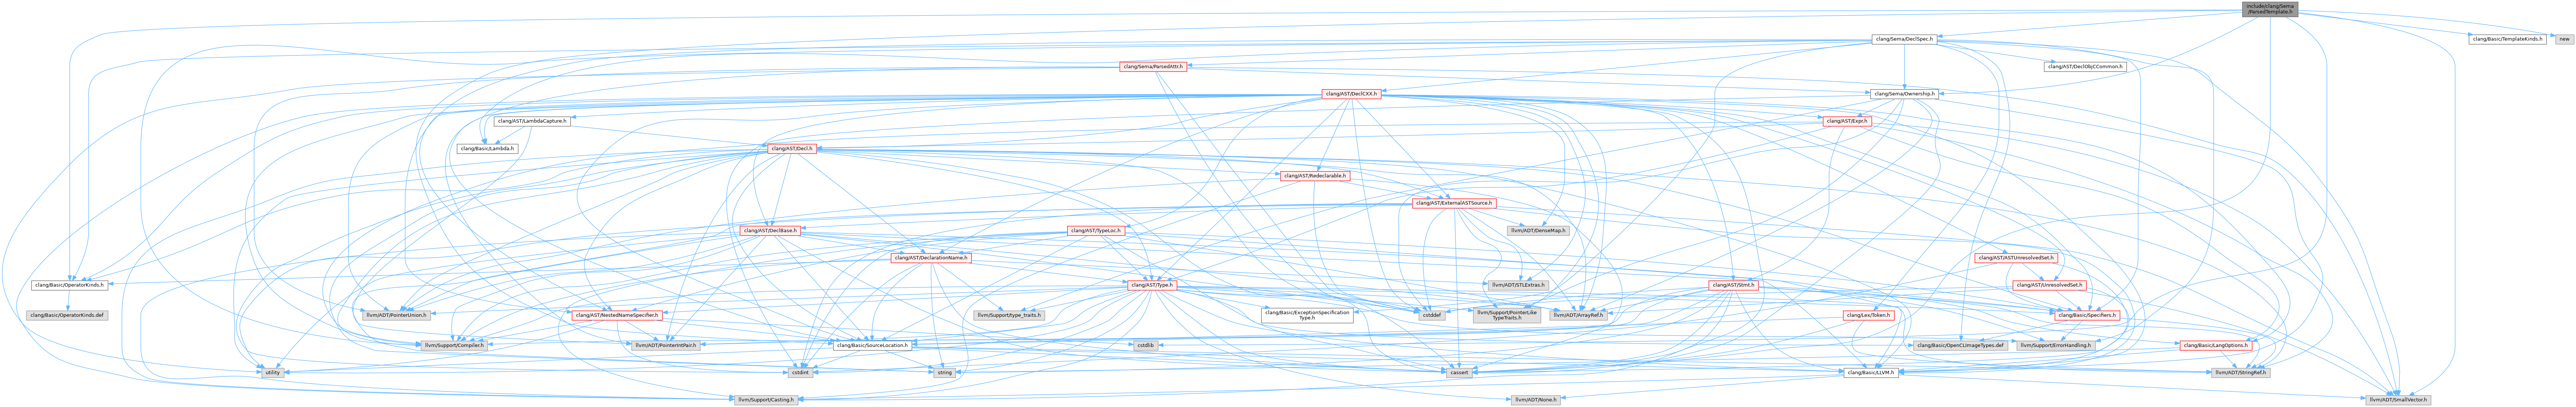 include/clang/Sema
/ParsedTemplate.h
clang/Sema/DeclSpec.h
clang/Basic/TemplateKinds.h
new
clang/Sema/ParsedAttr.h
clang/AST/DeclObjCCommon.h
clang/AST/DeclCXX.h
clang/Sema/Ownership.h
clang/AST/LambdaCapture.h
clang/AST/Expr.h
clang/Basic/Lambda.h
clang/AST/Decl.h
clang/AST/Redeclarable.h
clang/AST/ExternalASTSource.h
clang/AST/DeclBase.h
clang/AST/TypeLoc.h
llvm/ADT/DenseMap.h
clang/AST/DeclarationName.h
clang/AST/ASTUnresolvedSet.h
clang/Basic/OperatorKinds.h
clang/AST/Type.h
llvm/ADT/STLExtras.h
clang/AST/Stmt.h
clang/AST/UnresolvedSet.h
clang/Basic/OperatorKinds.def
llvm/ADT/PointerUnion.h
clang/AST/NestedNameSpecifier.h
llvm/Support/type_traits.h
clang/Basic/ExceptionSpecification
Type.h
cstddef
llvm/Support/PointerLike
TypeTraits.h
llvm/ADT/ArrayRef.h
clang/Lex/Token.h
clang/Basic/Specifiers.h
llvm/Support/Compiler.h
llvm/ADT/PointerIntPair.h
clang/Basic/SourceLocation.h
cstdlib
clang/Basic/OpenCLImageTypes.def
llvm/Support/ErrorHandling.h
clang/Basic/LangOptions.h
utility
cstdint
string
cassert
clang/Basic/LLVM.h
llvm/ADT/StringRef.h
llvm/Support/Casting.h
llvm/ADT/None.h
llvm/ADT/SmallVector.h